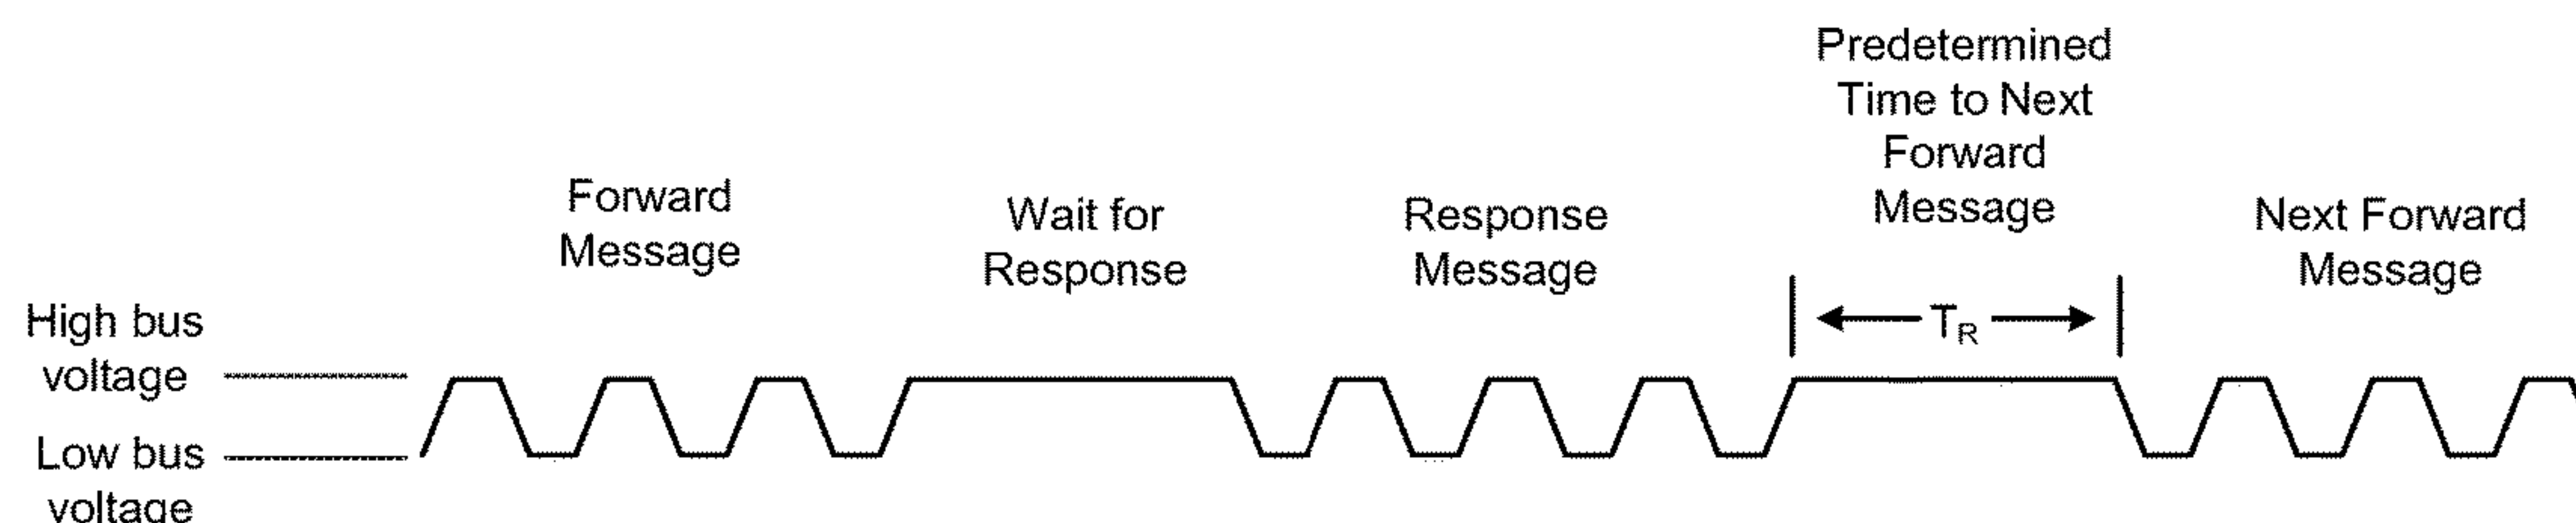 Predetermined
Time to Next
Forward
Message
Forward
Message
Wait for
Response
Response
Message
Next Forward
Message
High bus
voltage
T_R
Low bus
voltage